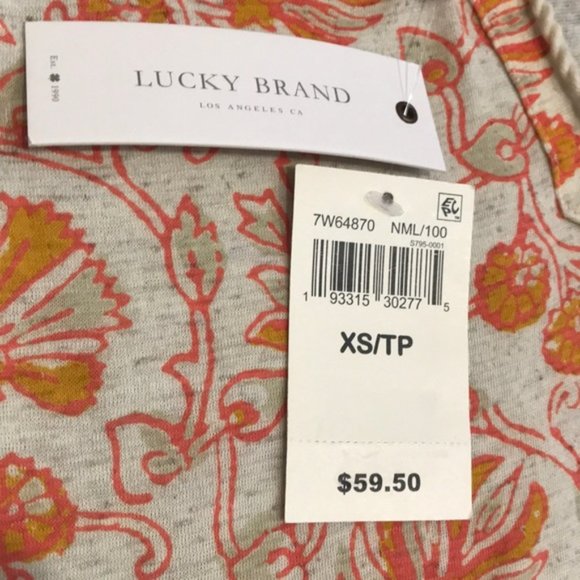 Est. 1990
LUCKY BRAND
LOS ANGELES CA
7W64870 NML/100
S795-0001
1 93315 30277 5
XS/TP
$59.50